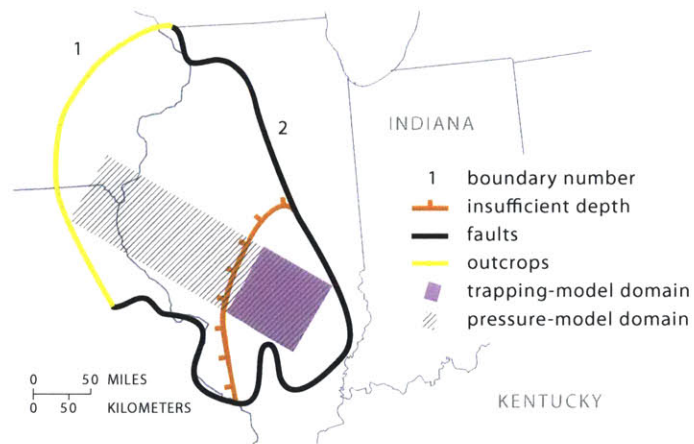 1
2
INDIANA
1 boundary number
insufficient depth
faults
outcrops
trapping-model domain
pressure-model domain
0 50 MILES
0 50 KILOMETERS
KENTUCKY